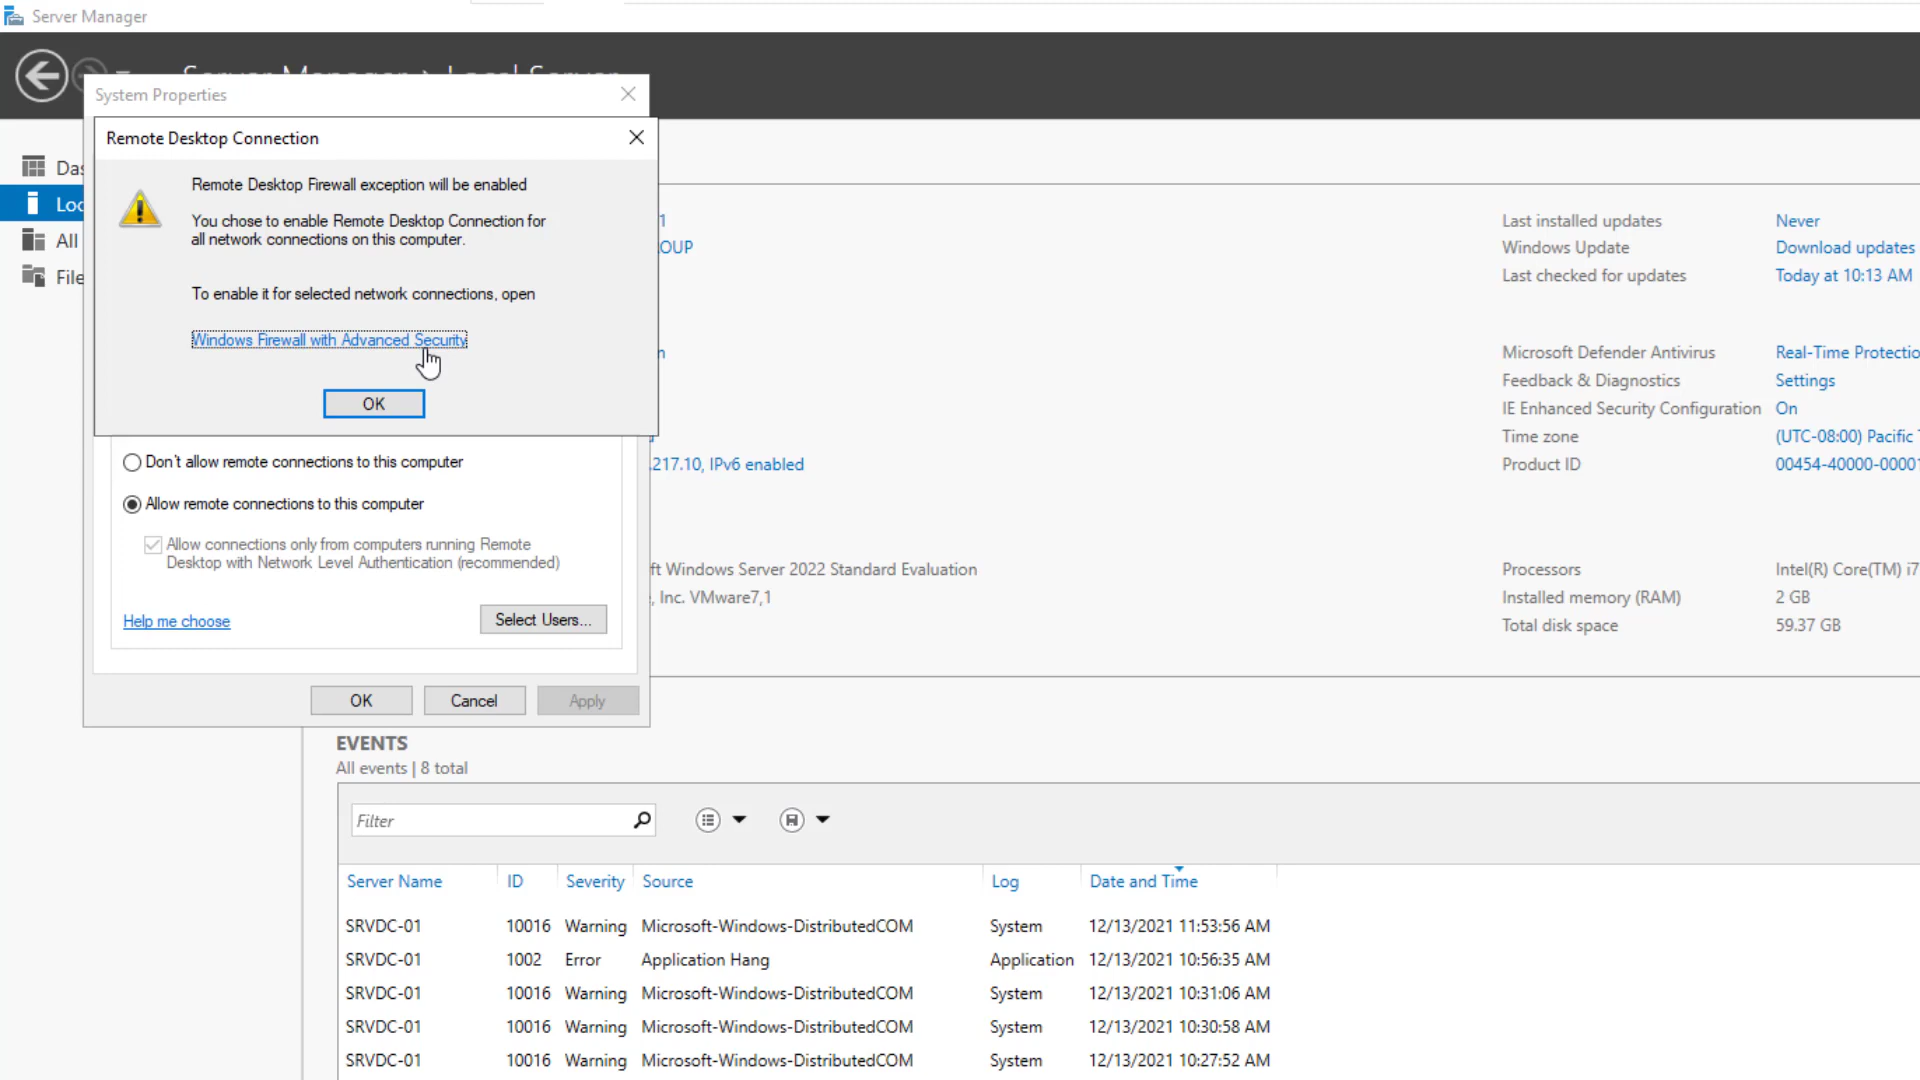 Server Manager
System Properties
Remote Desktop Connection
Remote Desktop Firewall exception will be enabled
You chose to enable Remote Desktop Connection for
all network connections on this computer.
To enable it for selected network connections, open
Windows Firewall with Advanced Security
OK
Don't allow remote connections to this computer
Allow remote connections to this computer
Allow connections only from computers running Remote
Desktop with Network Level Authentication (recommended)
Help me choose
Select Users...
OK Cancel Apply
All
File
1
OUP
.217.10, IPv6 enabled
ft Windows Server 2022 Standard Evaluation
, Inc. VMware7,1
Last installed updates Never
Windows Update Download updates
Last checked for updates Today at 10:13 AM
Microsoft Defender Antivirus Real-Time Protectio
Feedback & Diagnostics Settings
IE Enhanced Security Configuration On
Time zone (UTC-08:00) Pacific
Product ID 00454-40000-00001
Processors Intel(R) Core(TM) i7
Installed memory (RAM) 2 GB
Total disk space 59.37 GB
EVENTS
All events | 8 total
Filter
Server Name ID Severity Source Log Date and Time
SRVDC-01 10016 Warning Microsoft-Windows-DistributedCOM System 12/13/2021 11:53:56 AM
SRVDC-01 1002 Error Application Hang Application 12/13/2021 10:56:35 AM
SRVDC-01 10016 Warning Microsoft-Windows-DistributedCOM System 12/13/2021 10:31:06 AM
SRVDC-01 10016 Warning Microsoft-Windows-DistributedCOM System 12/13/2021 10:30:58 AM
SRVDC-01 10016 Warning Microsoft-Windows-DistributedCOM System 12/13/2021 10:27:52 AM